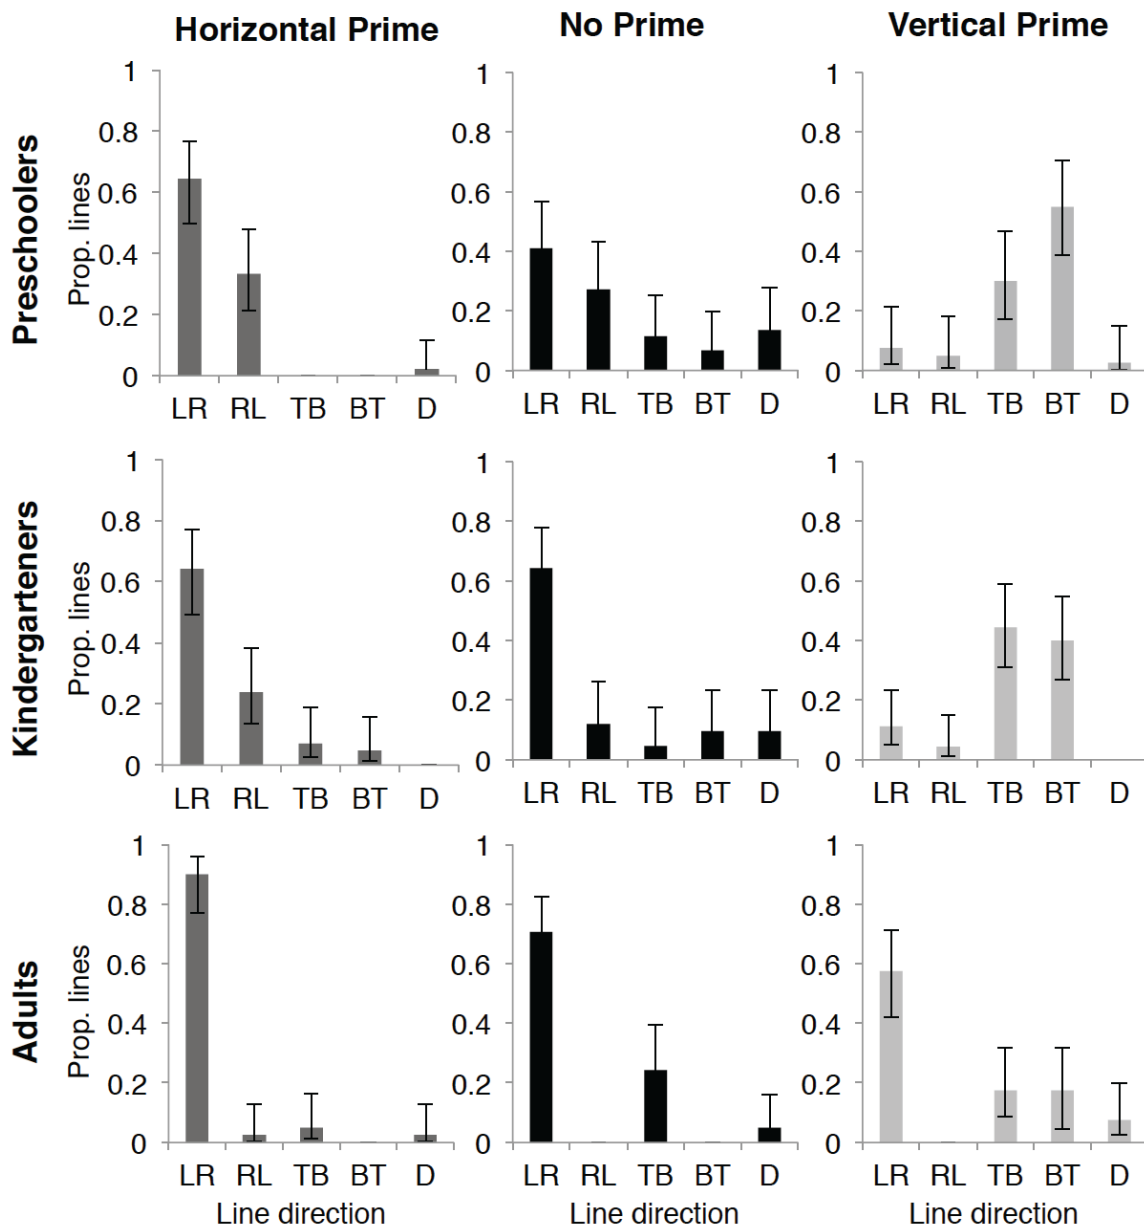 Horizontal Prime No Prime Vertical Prime
Preschoolers
Prop. lines
1 1 1
0.8 0.8 0.8
0.6 0.6 0.6
0.4 0.4 0.4
0.2 0.2 0.2
0 0 0
LR RL TB BT D LR RL TB BT D LR RL TB BT D
Kindergarteners
Prop. lines
1 1 1
0.8 0.8 0.8
0.6 0.6 0.6
0.4 0.4 0.4
0.2 0.2 0.2
0 0 0
LR RL TB BT D LR RL TB BT D LR RL TB BT D
Adults
Prop. lines
1 1 1
0.8 0.8 0.8
0.6 0.6 0.6
0.4 0.4 0.4
0.2 0.2 0.2
0 0 0
LR RL TB BT D LR RL TB BT D LR RL TB BT D
Line direction Line direction Line direction